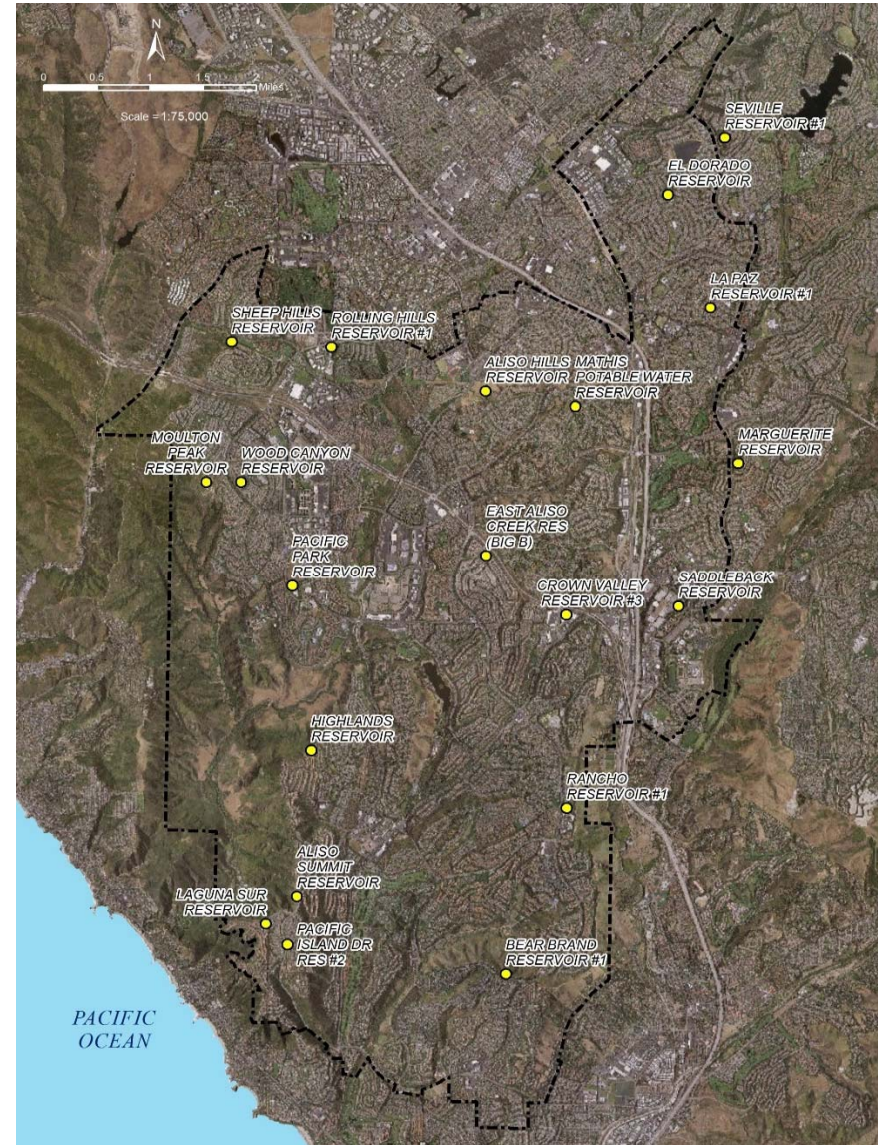 N
0 0.5 1 1.5 2
Miles
Scale = 1:75,000
SEVILLE
RESERVOIR #1
EL DORADO
RESERVOIR
LA PAZ
RESERVOIR #1
SHEEP HILLS
RESERVOIR
ROLLING HILLS
RESERVOIR #1
ALISO HILLS
RESERVOIR
MATHIS
POTABLE WATER
RESERVOIR
MOULTON
PEAK
RESERVOIR
WOOD CANYON
RESERVOIR
MARGUERITE
RESERVOIR
EAST ALISO
CREEK RES
(BIG B)
PACIFIC
PARK
RESERVOIR
CROWN VALLEY
RESERVOIR #3
SADDLEBACK
RESERVOIR
HIGHLANDS
RESERVOIR
RANCHO
RESERVOIR #1
ALISO
SUMMIT
RESERVOIR
LAGUNA SUR
RESERVOIR
PACIFIC
ISLAND DR
RES #2
BEAR BRAND
RESERVOIR #1
PACIFIC
OCEAN